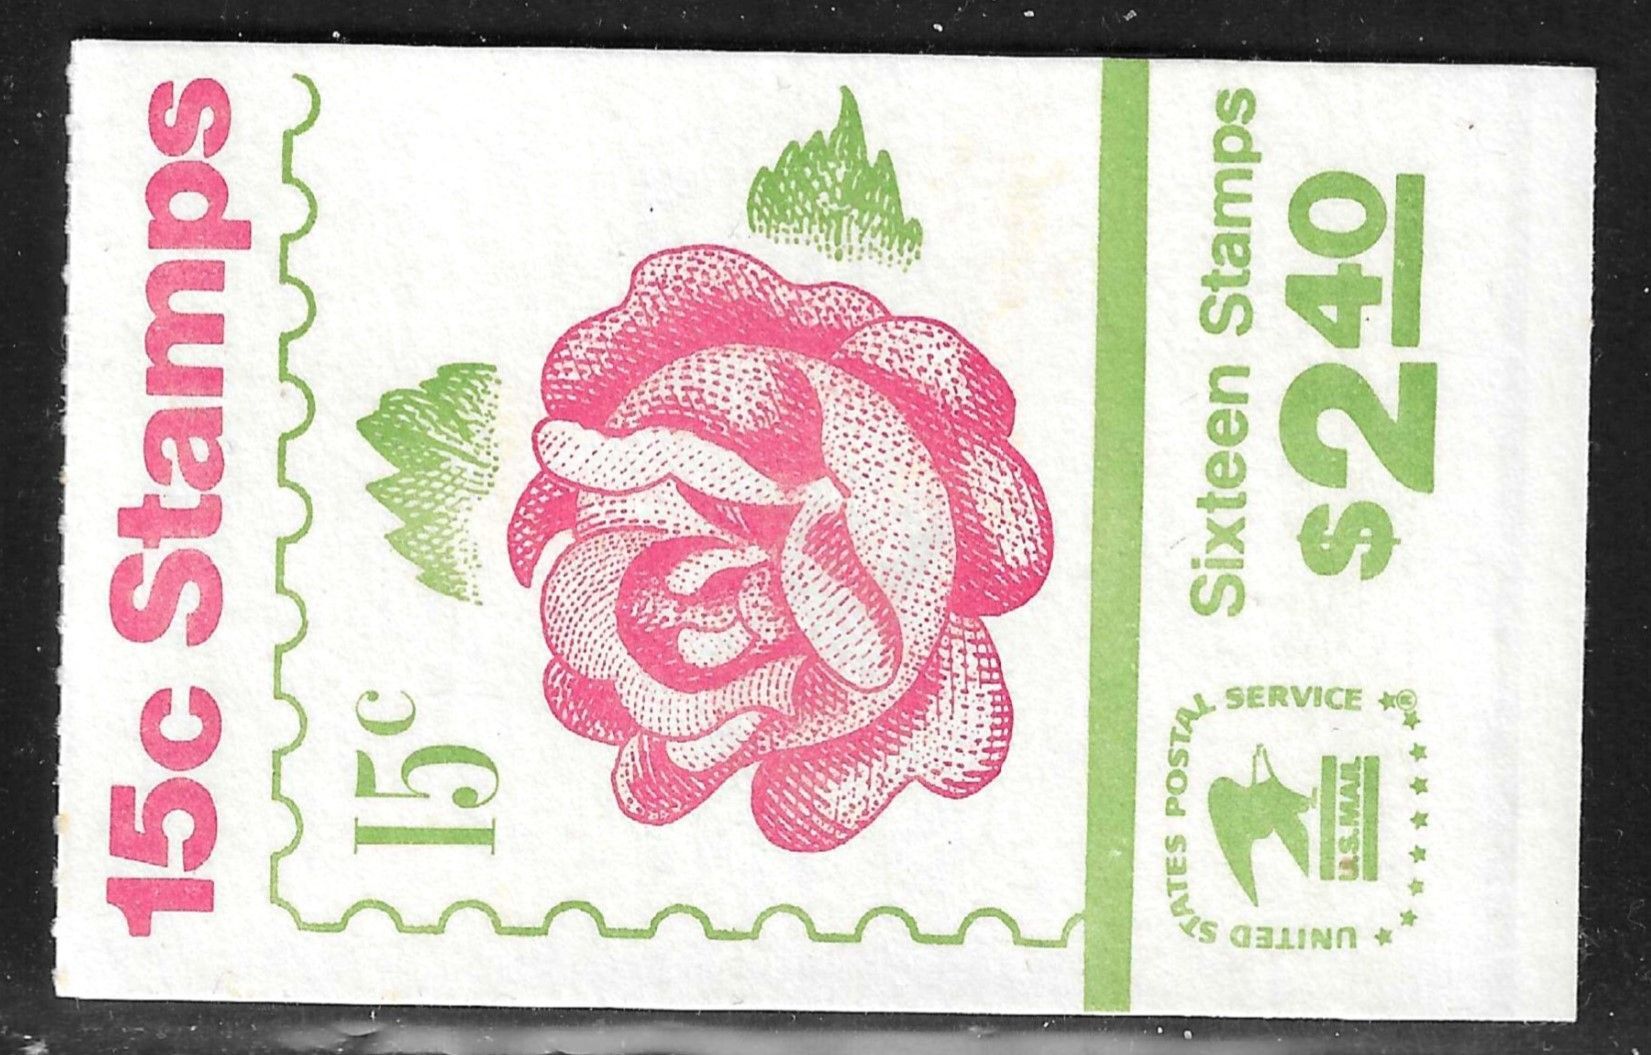 15c Stamps
15c
Sixteen Stamps
$2.40
UNITED STATES POSTAL SERVICE ®
U.S.MAIL